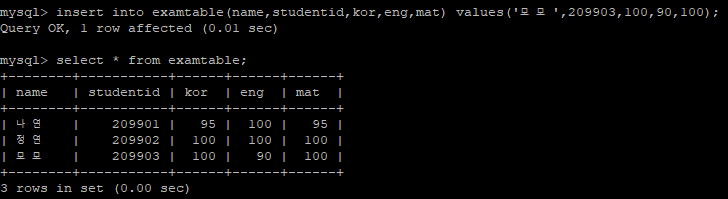 mysql> insert into examtable(name,studentid,kor,eng,mat) values('모모',209903,100,90,100);
Query OK, 1 row affected (0.01 sec)
mysql> select * from examtable;
+--------+-----------+------+------+------+
| name   | studentid | kor  | eng  | mat  |
+--------+-----------+------+------+------+
| 나연   |    209901 |   95 |  100 |   95 |
| 정연   |    209902 |  100 |  100 |  100 |
| 모모   |    209903 |  100 |   90 |  100 |
+--------+-----------+------+------+------+
3 rows in set (0.00 sec)